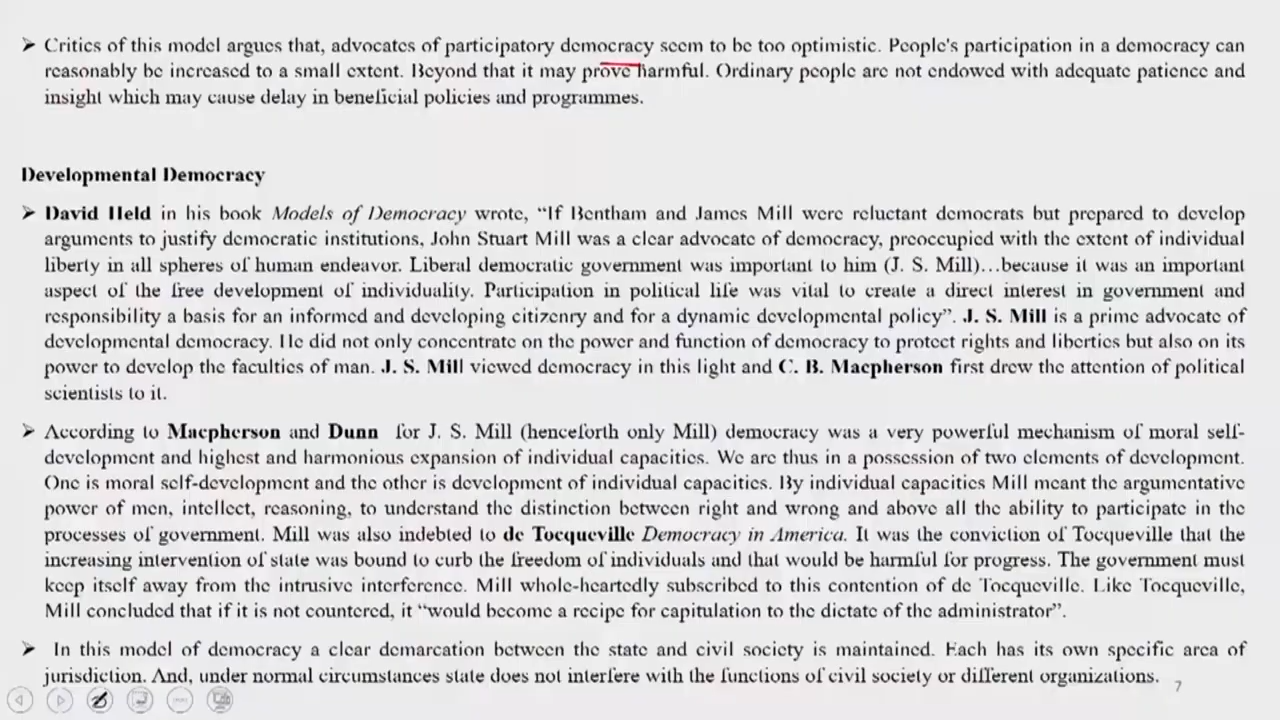 ➢ Critics of this model argues that, advocates of participatory democracy seem to be too optimistic. People's participation in a democracy can
reasonably be increased to a small extent. Beyond that it may prove harmful. Ordinary people are not endowed with adequate patience and
insight which may cause delay in beneficial policies and programmes.
Developmental Democracy
➢ David Held in his book Models of Democracy wrote, “If Bentham and James Mill were reluctant democrats but prepared to develop
arguments to justify democratic institutions, John Stuart Mill was a clear advocate of democracy, preoccupied with the extent of individual
liberty in all spheres of human endeavor. Liberal democratic government was important to him (J. S. Mill)…because it was an important
aspect of the free development of individuality. Participation in political life was vital to create a direct interest in government and
responsibility a basis for an informed and developing citizenry and for a dynamic developmental policy”. J. S. Mill is a prime advocate of
developmental democracy. He did not only concentrate on the power and function of democracy to protect rights and liberties but also on its
power to develop the faculties of man. J. S. Mill viewed democracy in this light and C. B. Macpherson first drew the attention of political
scientists to it.
➢ According to Macpherson and Dunn for J. S. Mill (henceforth only Mill) democracy was a very powerful mechanism of moral self-
development and highest and harmonious expansion of individual capacities. We are thus in a possession of two elements of development.
One is moral self-development and the other is development of individual capacities. By individual capacities Mill meant the argumentative
power of men, intellect, reasoning, to understand the distinction between right and wrong and above all the ability to participate in the
processes of government. Mill was also indebted to de Tocqueville Democracy in America. It was the conviction of Tocqueville that the
increasing intervention of state was bound to curb the freedom of individuals and that would be harmful for progress. The government must
keep itself away from the intrusive interference. Mill whole-heartedly subscribed to this contention of de Tocqueville. Like Tocqueville,
Mill concluded that if it is not countered, it “would become a recipe for capitulation to the dictate of the administrator”.
➢ In this model of democracy a clear demarcation between the state and civil society is maintained. Each has its own specific area of
jurisdiction. And, under normal circumstances state does not interfere with the functions of civil society or different organizations.
7